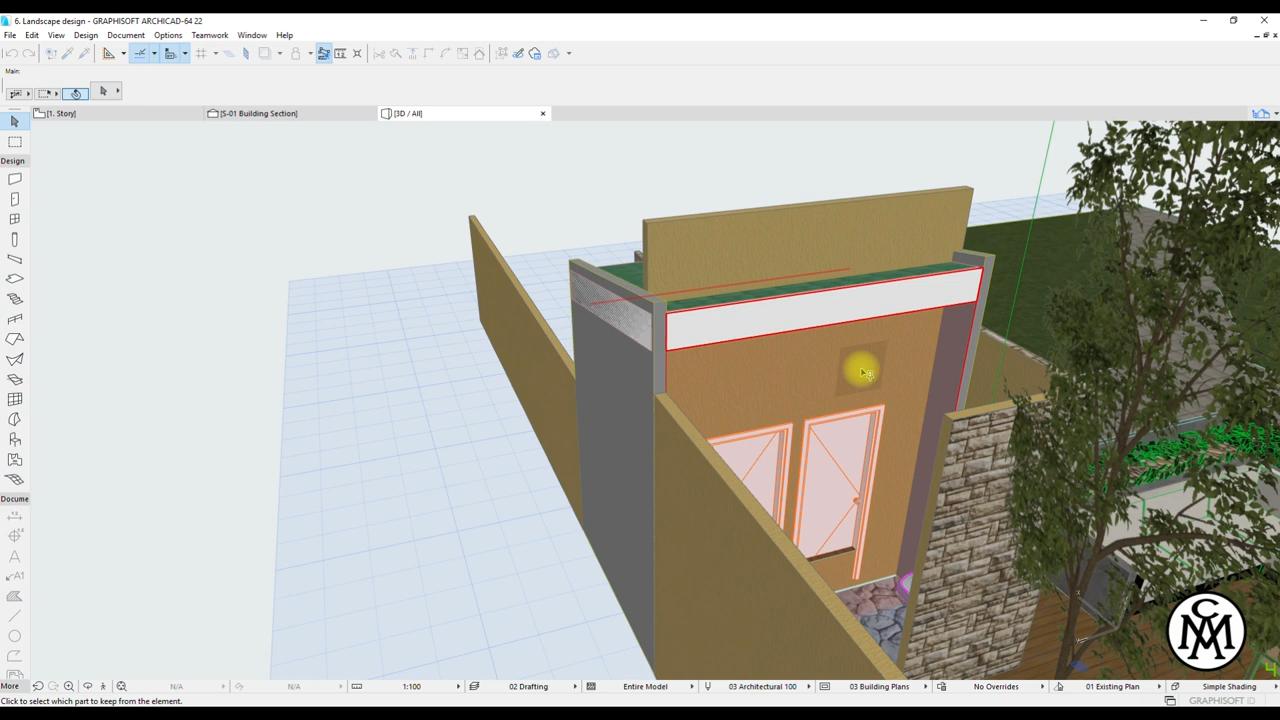 6. Landscape design - GRAPHISOFT ARCHICAD-64 22
File Edit View Design Document Options Teamwork Window Help
Main:
[1. Story] [S-01 Building Section] [3D / All]
Design
Docume
A
A1
CMA
More N/A N/A 1:100 02 Drafting Entire Model 03 Architectural 100 03 Building Plans No Overrides 01 Existing Plan Simple Shading
Click to select which part to keep from the element.
GRAPHISOFT ID